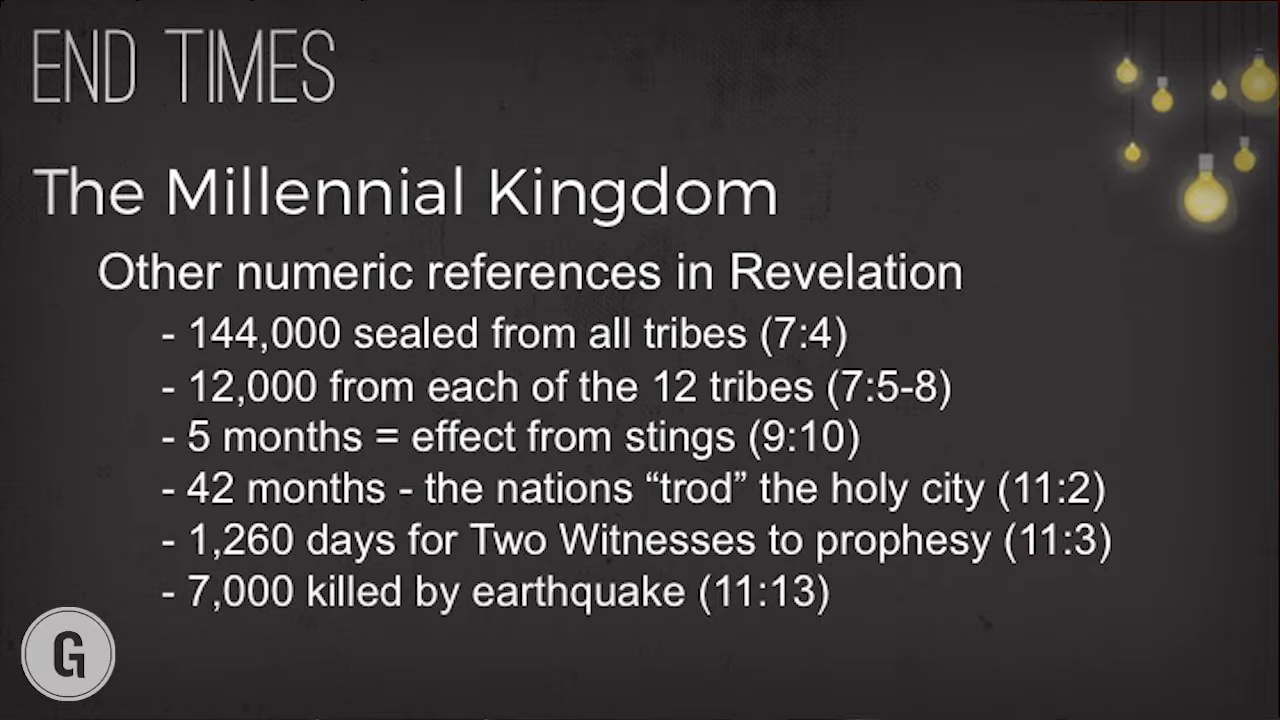 END TIMES
The Millennial Kingdom
Other numeric references in Revelation
- 144,000 sealed from all tribes (7:4)
- 12,000 from each of the 12 tribes (7:5-8)
- 5 months = effect from stings (9:10)
- 42 months - the nations “trod” the holy city (11:2)
- 1,260 days for Two Witnesses to prophesy (11:3)
- 7,000 killed by earthquake (11:13)
G